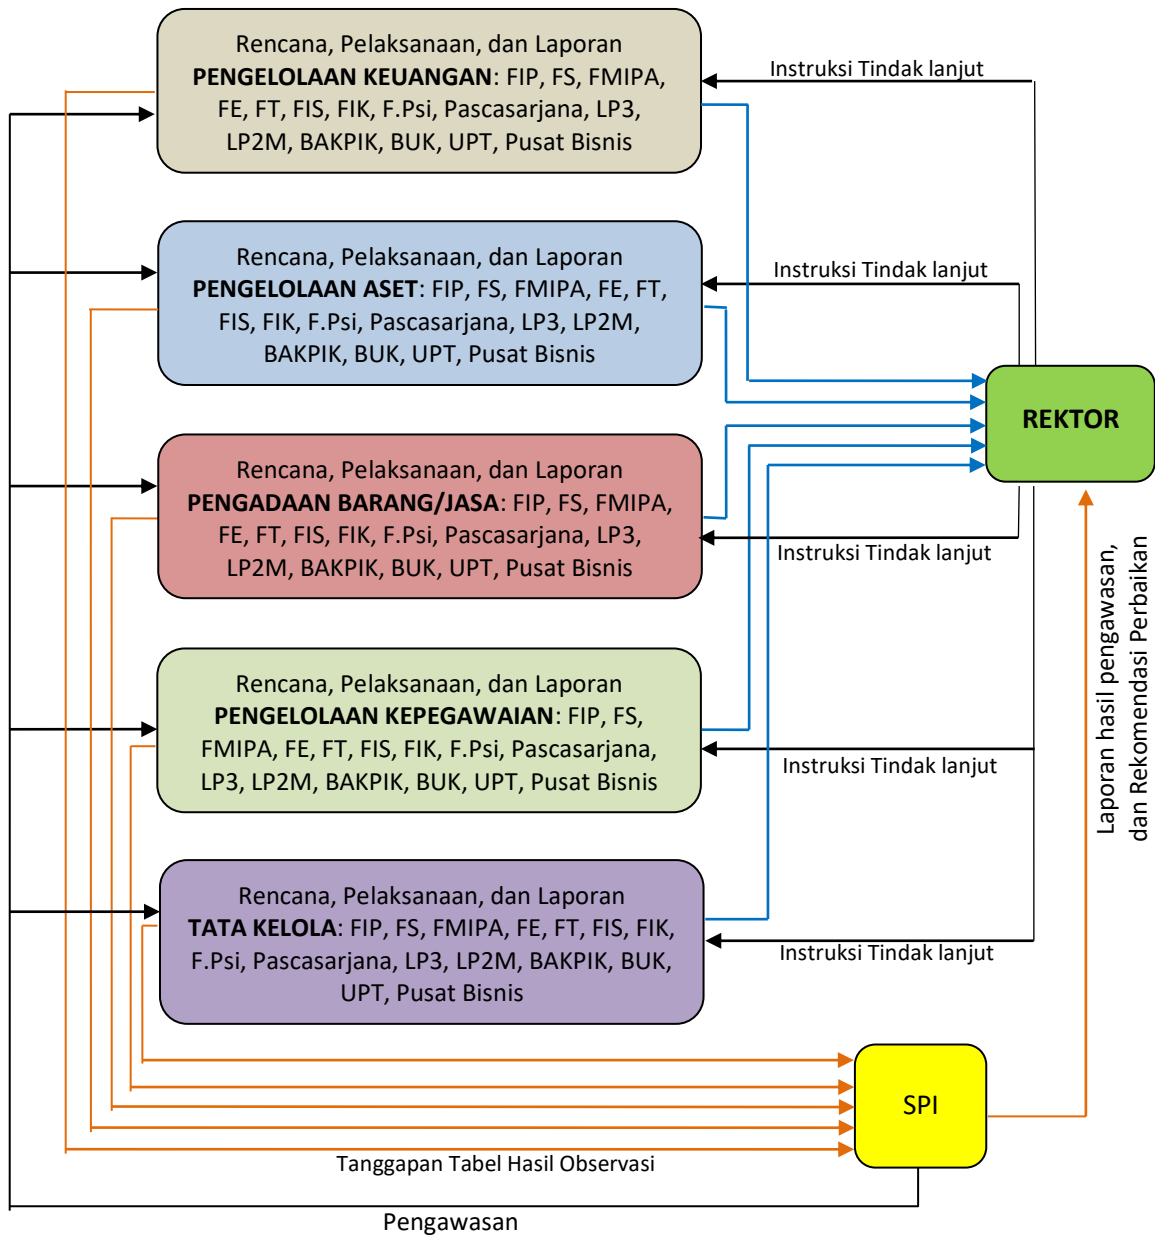 Rencana, Pelaksanaan, dan Laporan
PENGELOLAAN KEUANGAN: FIP, FS, FMIPA,
FE, FT, FIS, FIK, F.Psi, Pascasarjana, LP3,
LP2M, BAKPIK, BUK, UPT, Pusat Bisnis
Instruksi Tindak lanjut
Rencana, Pelaksanaan, dan Laporan
PENGELOLAAN ASET: FIP, FS, FMIPA, FE, FT,
FIS, FIK, F.Psi, Pascasarjana, LP3, LP2M,
BAKPIK, BUK, UPT, Pusat Bisnis
Instruksi Tindak lanjut
REKTOR
Rencana, Pelaksanaan, dan Laporan
PENGADAAN BARANG/JASA: FIP, FS, FMIPA,
FE, FT, FIS, FIK, F.Psi, Pascasarjana, LP3,
LP2M, BAKPIK, BUK, UPT, Pusat Bisnis
Instruksi Tindak lanjut
Rencana, Pelaksanaan, dan Laporan
PENGELOLAAN KEPEGAWAIAN: FIP, FS,
FMIPA, FE, FT, FIS, FIK, F.Psi, Pascasarjana,
LP3, LP2M, BAKPIK, BUK, UPT, Pusat Bisnis
Instruksi Tindak lanjut
Laporan hasil pengawasan,
dan Rekomendasi Perbaikan
Rencana, Pelaksanaan, dan Laporan
TATA KELOLA: FIP, FS, FMIPA, FE, FT, FIS, FIK,
F.Psi, Pascasarjana, LP3, LP2M, BAKPIK, BUK,
UPT, Pusat Bisnis
Instruksi Tindak lanjut
SPI
Tanggapan Tabel Hasil Observasi
Pengawasan